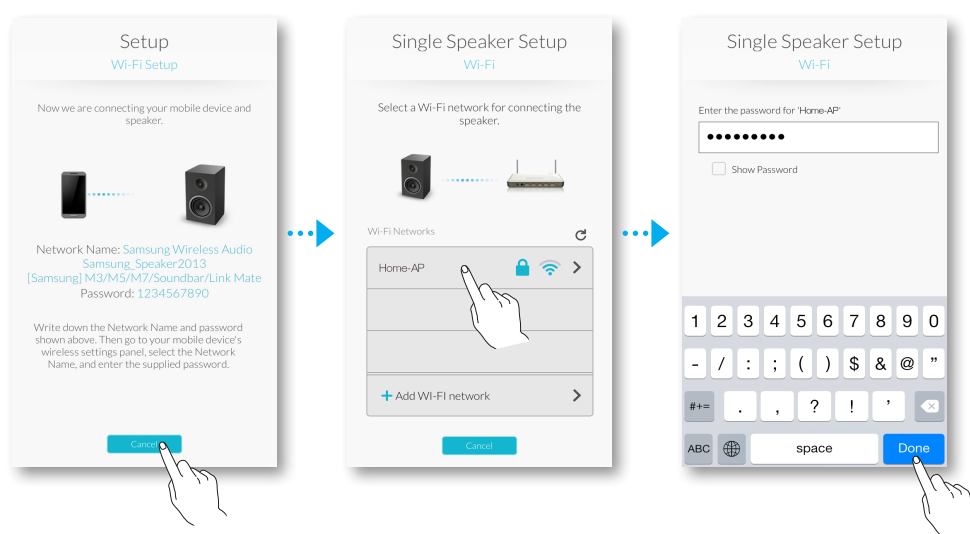 Setup
Wi-Fi Setup
Now we are connecting your mobile device and
speaker.
Network Name: Samsung Wireless Audio
Samsung_Speaker2013
[Samsung] M3/M5/M7/Soundbar/Link Mate
Password: 1234567890
Write down the Network Name and password
shown above. Then go to your mobile device's
wireless settings panel, select the Network
Name, and enter the supplied password.
Cancel
Single Speaker Setup
Wi-Fi
Select a Wi-Fi network for connecting the
speaker.
Wi-Fi Networks
Home-AP
+ Add WI-FI network
Cancel
Single Speaker Setup
Wi-Fi
Enter the password for 'Home-AP'
•••••••••
Show Password
1 2 3 4 5 6 7 8 9 0
- / : ; ( ) $ & @ "
#+= . , ? ! '
ABC space Done